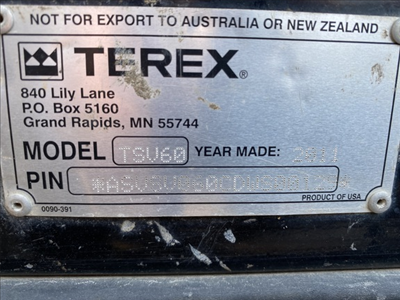 NOT FOR EXPORT TO AUSTRALIA OR NEW ZEALAND
TEREX®
840 Lily Lane
P.O. Box 5160
Grand Rapids, MN 55744
MODEL TSV60 YEAR MADE:
PIN
PRODUCT OF USA
0090-391